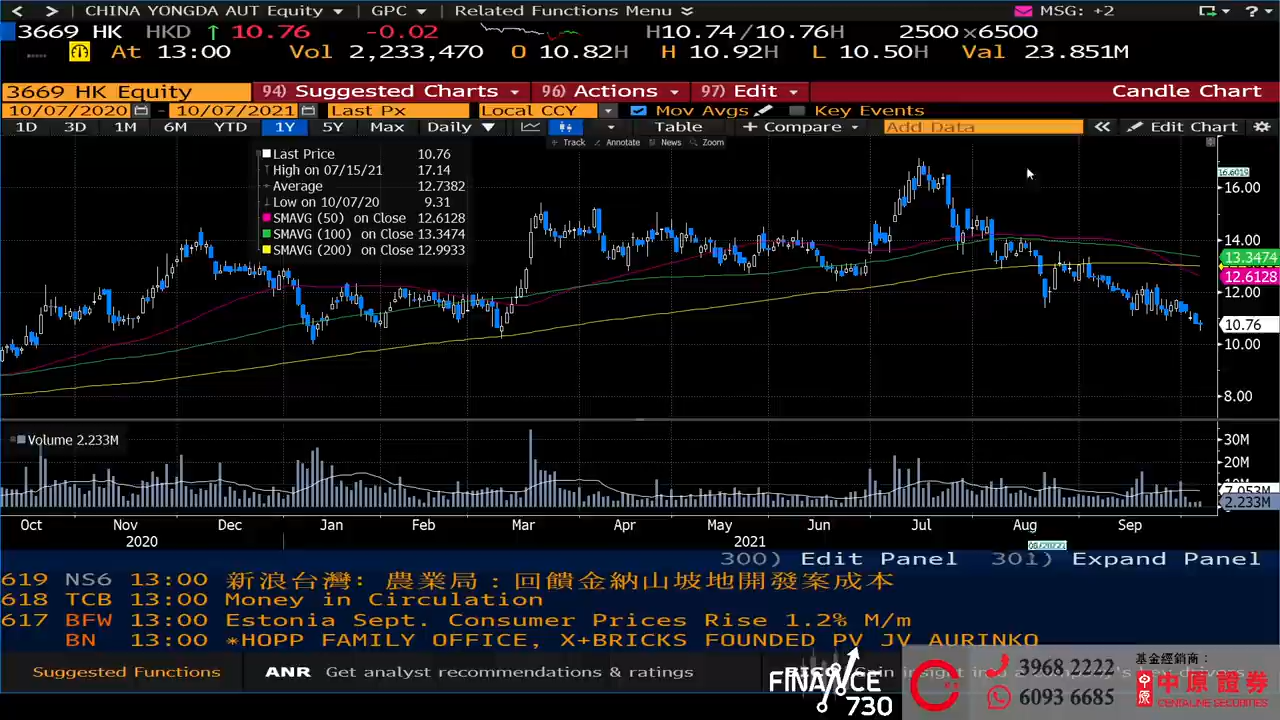 CHINA YONGDA AUT Equity GPC Related Functions Menu MSG: +2
3669 HK HKD 10.76 -0.02 H10.74/10.76H 2500x6500
At 13:00 Vol 2,233,470 O 10.82H H 10.92H L 10.50H Val 23.851M
3669 HK Equity 94) Suggested Charts 96) Actions 97) Edit Candle Chart
10/07/2020 - 10/07/2021 Last Px Local CCY Mov Avgs Key Events
1D 3D 1M 6M YTD 1Y 5Y Max Daily Table + Compare Add Data Edit Chart
Track Annotate News Zoom
Last Price 10.76
High on 07/15/21 17.14
Average 12.7382
Low on 10/07/20 9.31
SMAVG (50) on Close 12.6128
SMAVG (100) on Close 13.3474
SMAVG (200) on Close 12.9933
16.6019
16.00
14.00
13.3474
12.6128
12.00
10.76
10.00
8.00
Volume 2.233M
30M
20M
2.233M
Oct Nov Dec Jan Feb Mar Apr May Jun Jul Aug Sep
2020 2021
300) Edit Panel 301) Expand Panel
619 NS6 13:00 新浪台灣: 農業局：回饋金納山坡地開發案成本
618 TCB 13:00 Money in Circulation
617 BFW 13:00 Estonia Sept. Consumer Prices Rise 1.2% M/m
BN 13:00 *HOPP FAMILY OFFICE, X+BRICKS FOUNDED PV JV AURINKO
Suggested Functions ANR Get analyst recommendations & ratings
FINANCE 730
3968 2222
6093 6685
基金經銷商：
中原 中原證券
CENTALINE SECURITIES